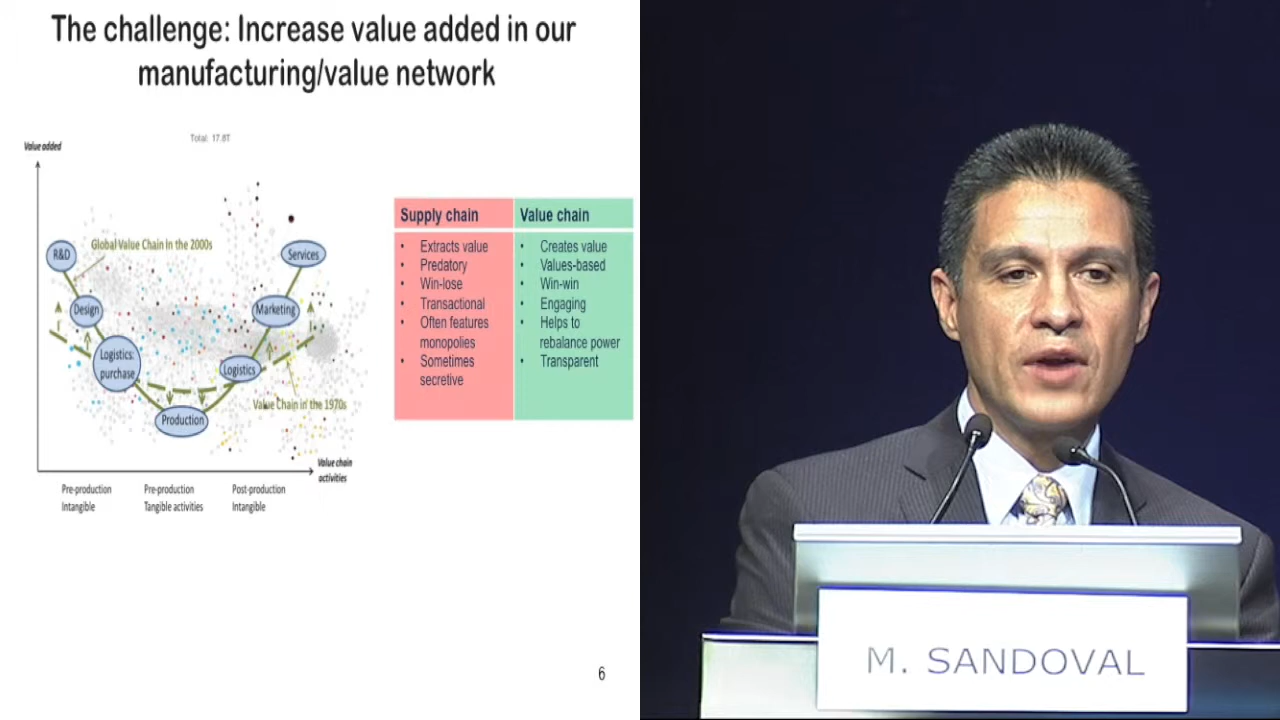 The challenge: Increase value added in our
manufacturing/value network
Total: 17.8T
Value added
R&D
Global Value Chain In the 2000s
Services
Design
Marketing
Logistics:
purchase
Logistics
Production
Value Chain in the 1970s
Value chain
activities
Pre-production
Intangible
Pre-production
Tangible activities
Post-production
Intangible
Supply chain
• Extracts value
• Predatory
• Win-lose
• Transactional
• Often features
monopolies
• Sometimes
secretive
Value chain
• Creates value
• Values-based
• Win-win
• Engaging
• Helps to
rebalance power
• Transparent
6
M. SANDOVAL